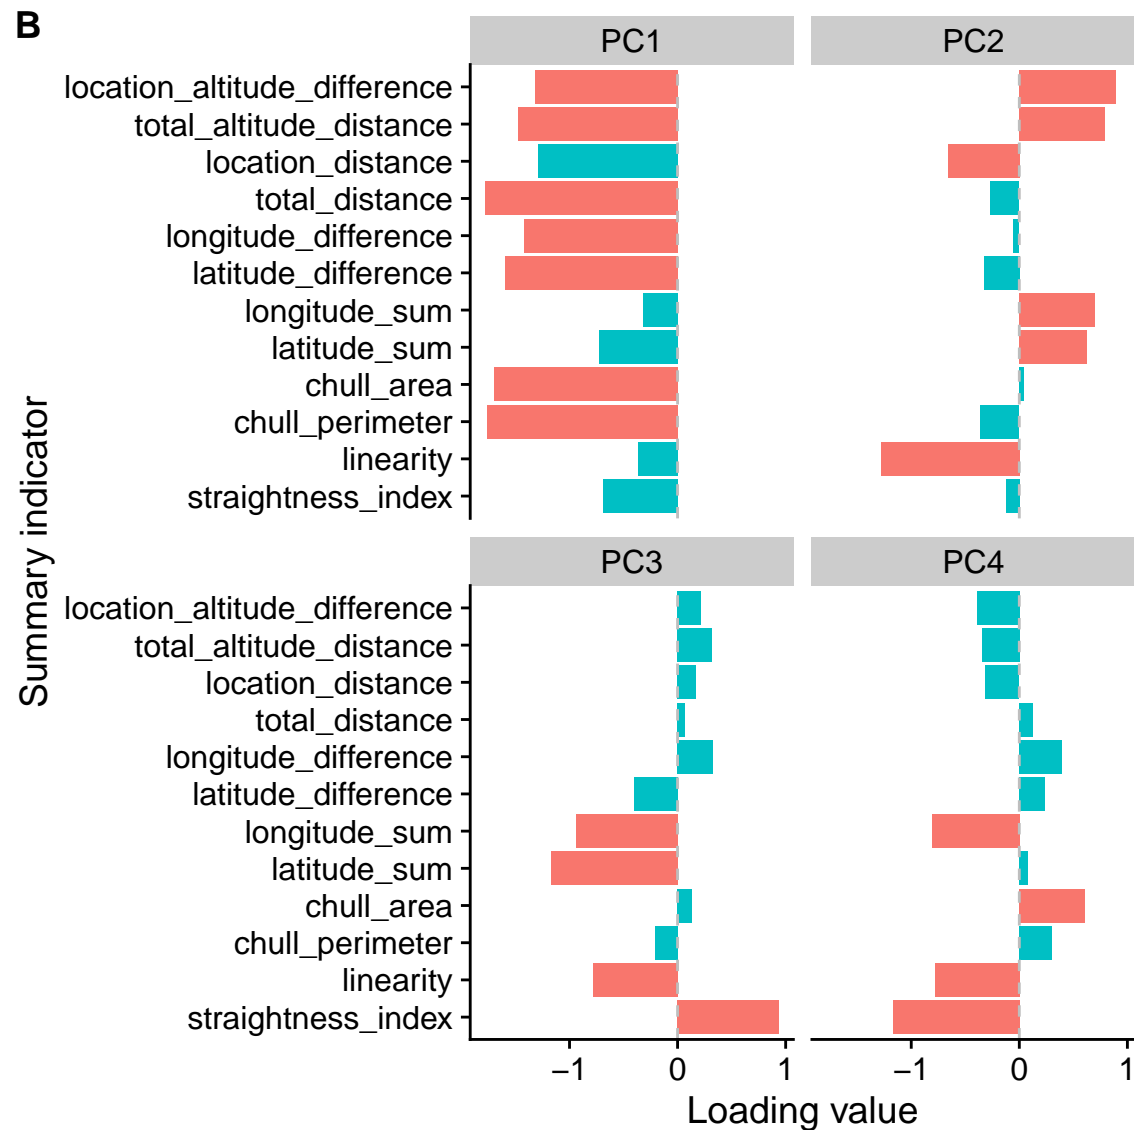 B
PC1 PC2
location_altitude_difference
total_altitude_distance
location_distance
total_distance
longitude_difference
latitude_difference
longitude_sum
latitude_sum
chull_area
chull_perimeter
linearity
straightness_index
Summary indicator
PC3 PC4
location_altitude_difference
total_altitude_distance
location_distance
total_distance
longitude_difference
latitude_difference
longitude_sum
latitude_sum
chull_area
chull_perimeter
linearity
straightness_index
−1 0 1 −1 0 1
Loading value